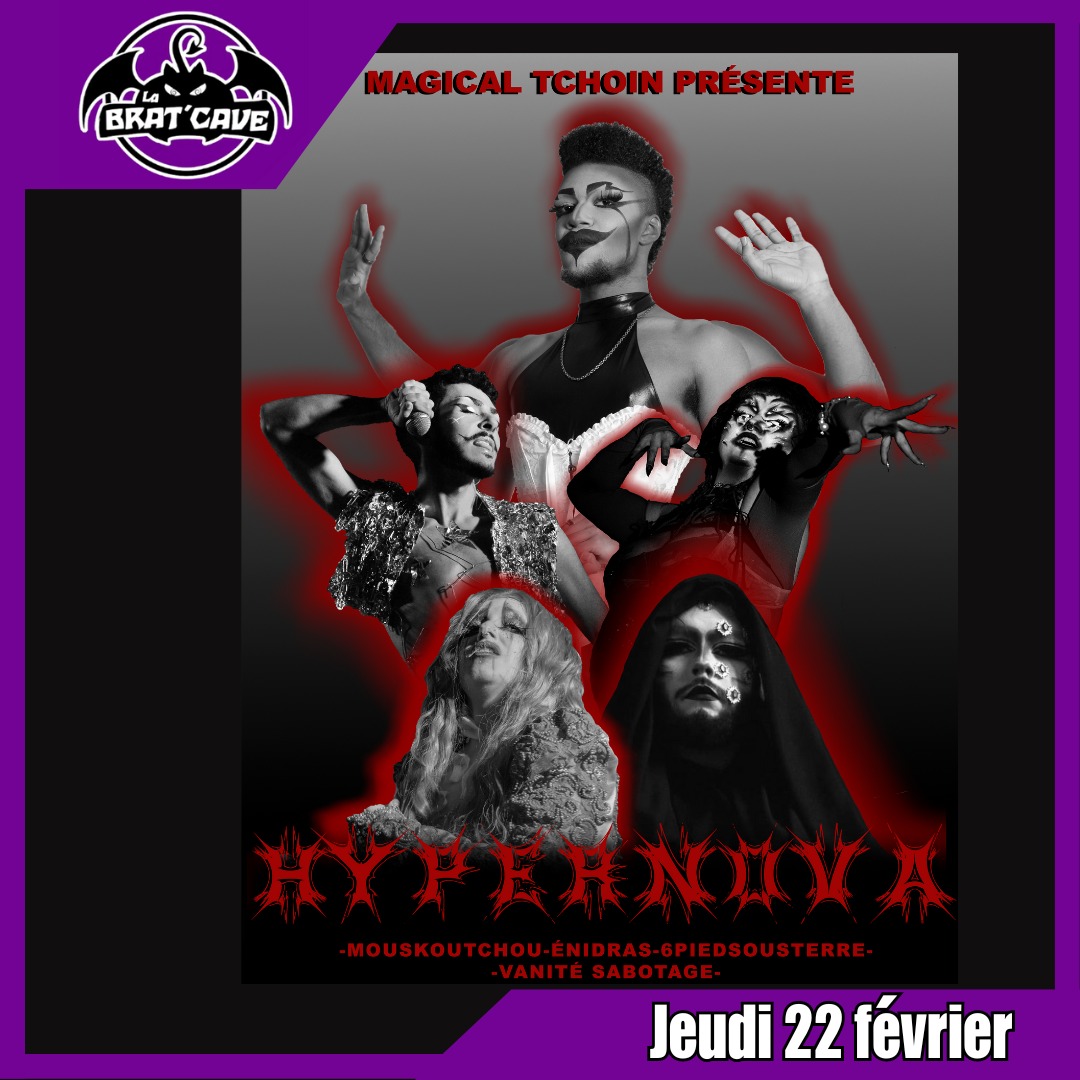 La
BRAT'CAVE
MAGICAL TCHOIN PRÉSENTE
HYPERNOVA
-MOUSKOUTCHOU-ÉNIDRAS-6PIEDSOUSTERRE-
-VANITÉ SABOTAGE-
Jeudi 22 février